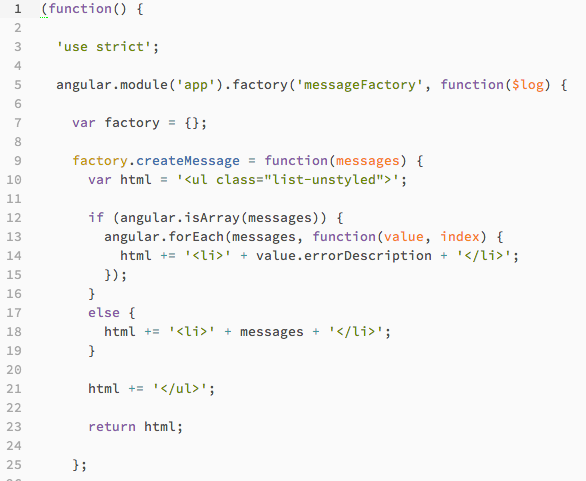 1 (function() {
2
3 'use strict';
4
5 angular.module('app').factory('messageFactory', function($log) {
6
7 var factory = {};
8
9 factory.createMessage = function(messages) {
10 var html = '<ul class="list-unstyled">';
11
12 if (angular.isArray(messages)) {
13 angular.forEach(messages, function(value, index) {
14 html += '<li>' + value.errorDescription + '</li>';
15 });
16 }
17 else {
18 html += '<li>' + messages + '</li>';
19 }
20
21 html += '</ul>';
22
23 return html;
24
25 };